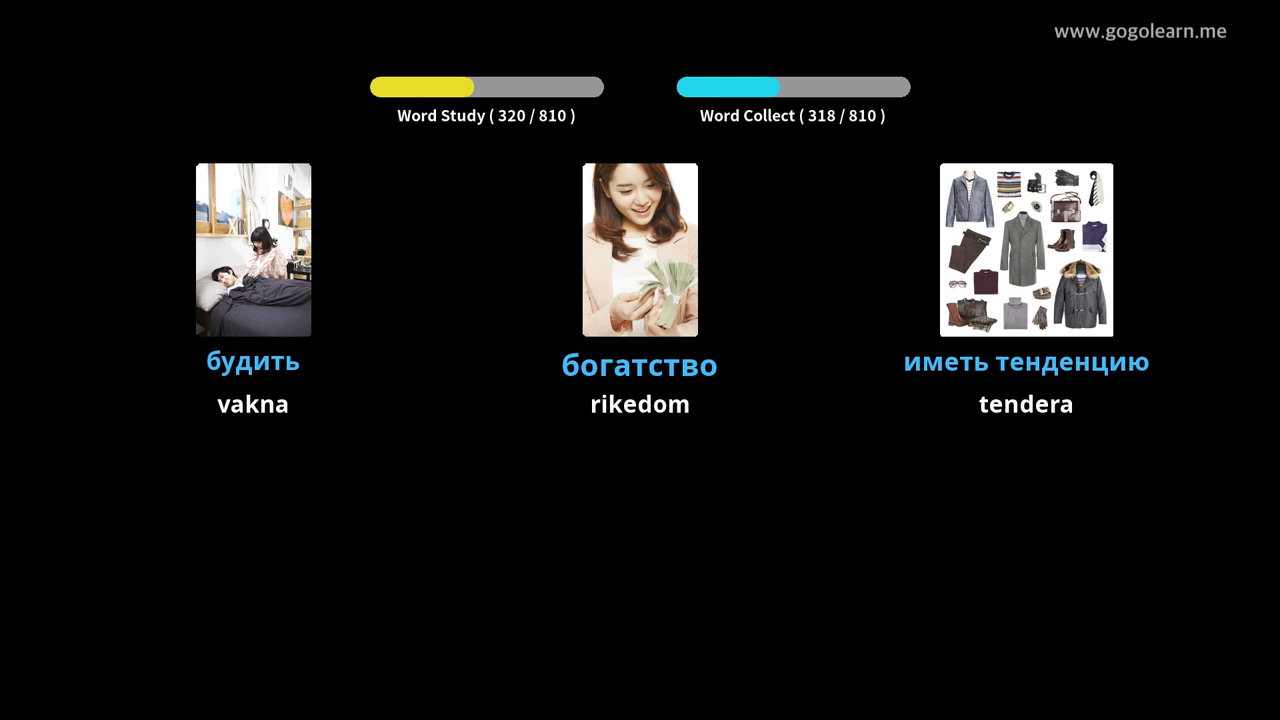 www.gogolearn.me
Word Study ( 320 / 810 )
Word Collect ( 318 / 810 )
будить
богатство
иметь тенденцию
vakna
rikedom
tendera